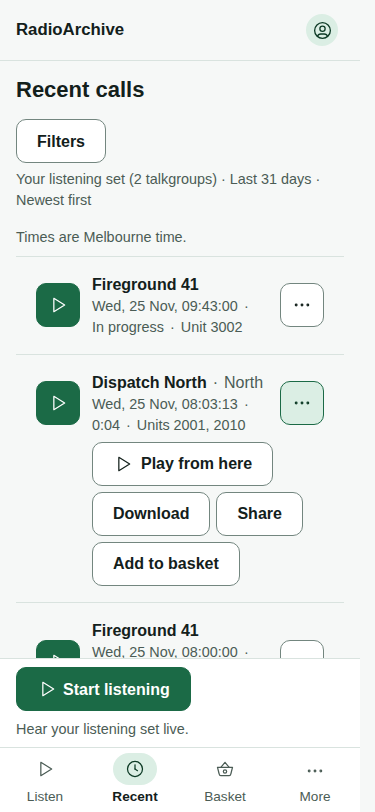 RadioArchive
Recent calls
Filters
Your listening set (2 talkgroups) · Last 31 days ·
Newest first
Times are Melbourne time.
Fireground 41
Wed, 25 Nov, 09:43:00 ·
In progress · Unit 3002
Dispatch North · North
Wed, 25 Nov, 08:03:13 ·
0:04 · Units 2001, 2010
Play from here
Download Share
Add to basket
Fireground 41
Wed, 25 Nov, 08:00:00 ·
Start listening
Hear your listening set live.
Listen Recent Basket More